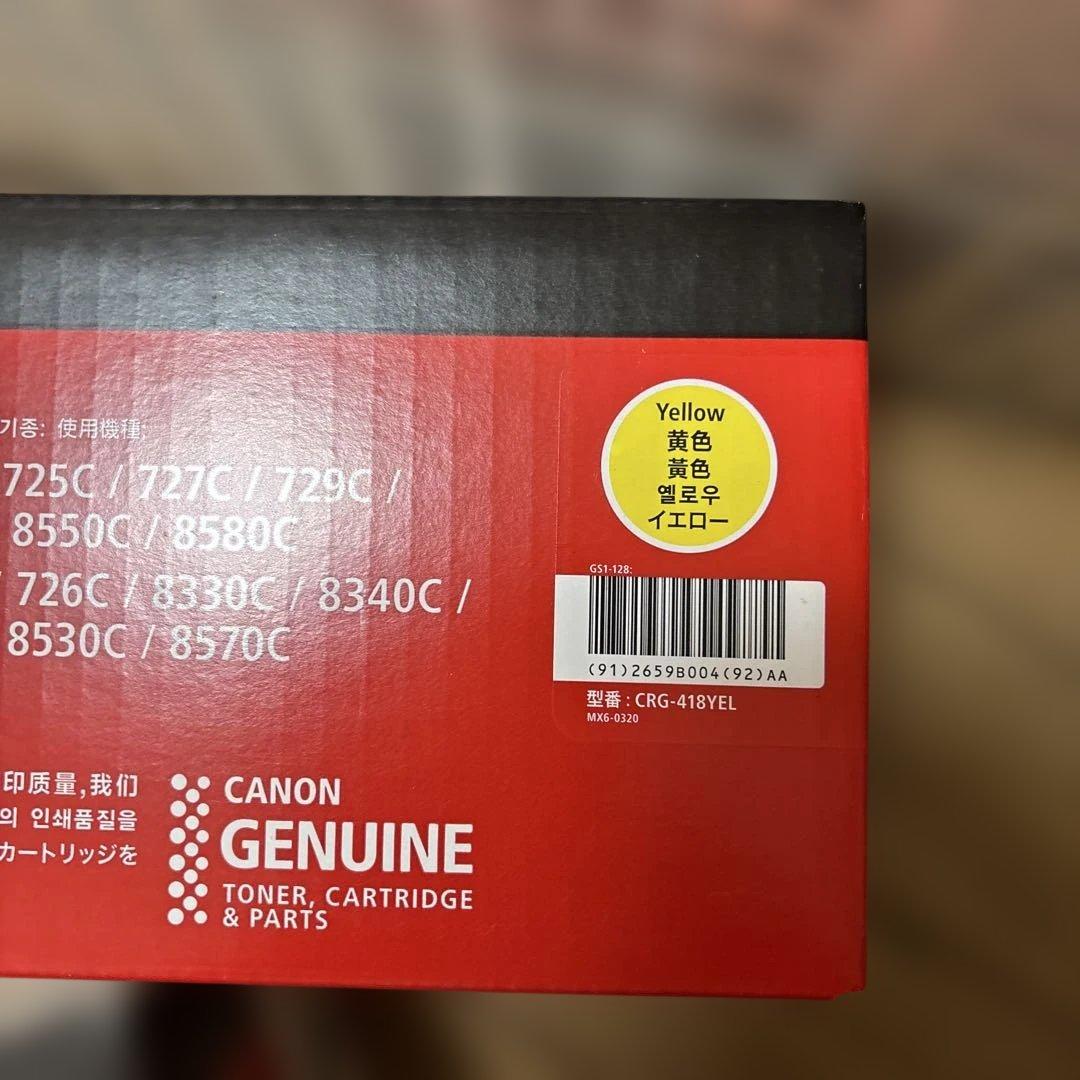 기종: 使用機種:
725C / 727C / 729C /
8550C / 8580C
/ 726C / 8330C / 8340C /
8530C / 8570C
Yellow
黄色
黃色
옐로우
イエロー
GS1-128:
(91)2659B004(92)AA
型番 : CRG-418YEL
MX6-0320
印质量,我们
의 인쇄품질을
カートリッジを
CANON
GENUINE
TONER, CARTRIDGE
& PARTS